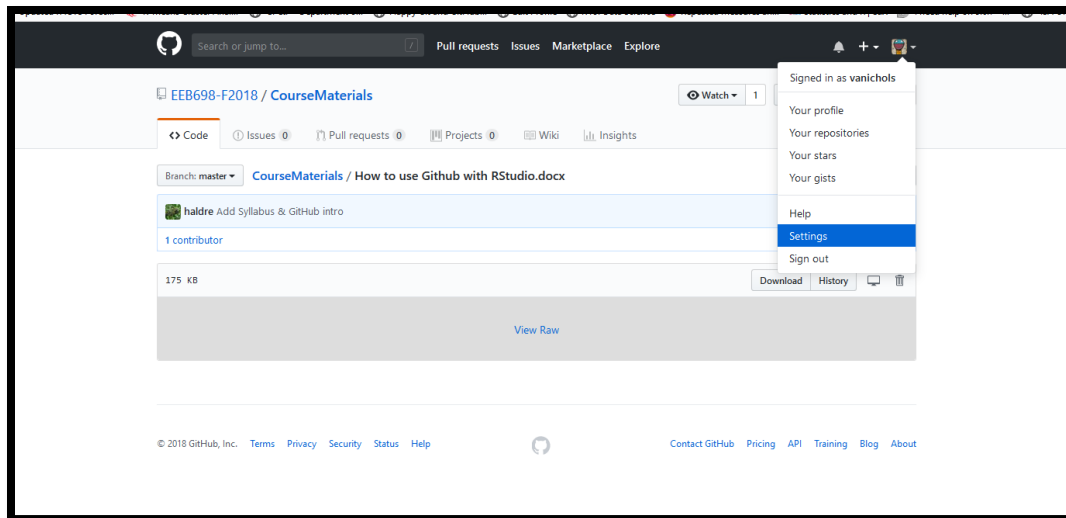 Search or jump to... / Pull requests Issues Marketplace Explore
Signed in as vanichols
EEB698-F2018 / CourseMaterials Watch 1
Your profile
Your repositories
Your stars
Your gists
Help
Settings
Sign out
Code Issues 0 Pull requests 0 Projects 0 Wiki Insights
Branch: master CourseMaterials / How to use Github with RStudio.docx
haldre Add Syllabus & GitHub intro
1 contributor
175 KB Download History
View Raw
© 2018 GitHub, Inc. Terms Privacy Security Status Help Contact GitHub Pricing API Training Blog About